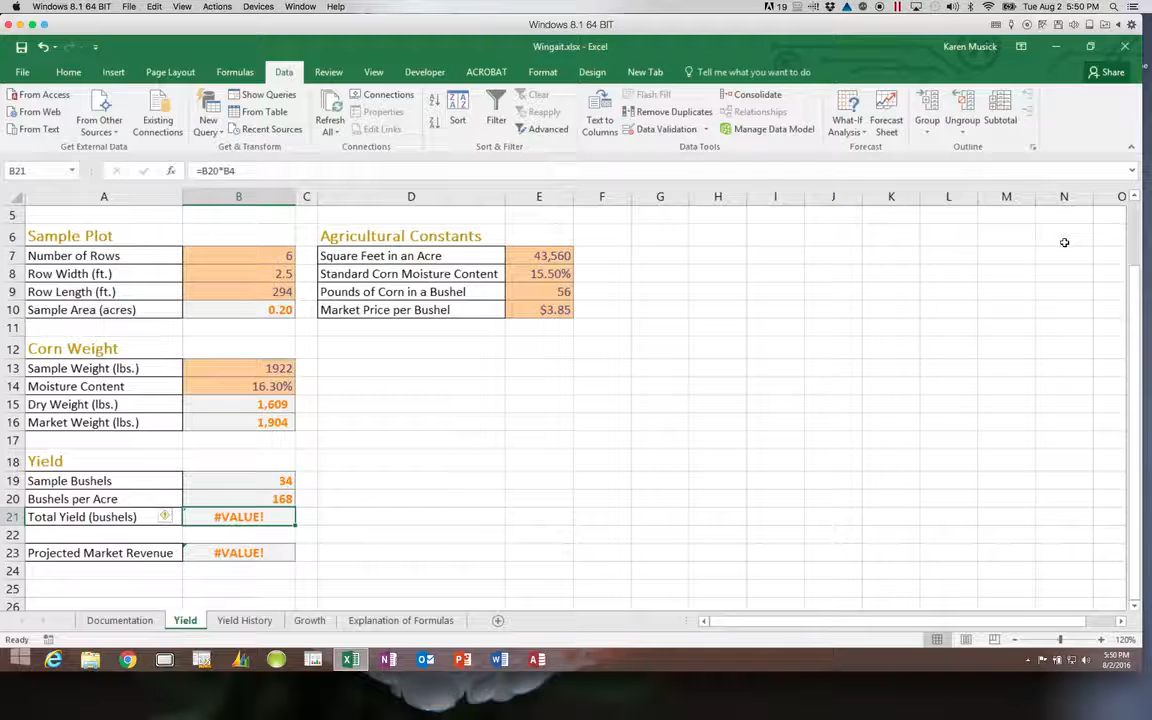 Windows 8.1 64 BIT File Edit View Actions Devices Window Help 19 Tue Aug 2 5:50 PM
Windows 8.1 64 BIT
Wingait.xlsx - Excel Karen Musick
File Home Insert Page Layout Formulas Data Review View Developer ACROBAT Format Design New Tab Tell me what you want to do Share
From Access
From Web
From Text
From Other
Sources
Existing
Connections
Get External Data
New
Query
Show Queries
From Table
Recent Sources
Get & Transform
Refresh
All
Connections
Properties
Edit Links
Connections
Sort
Filter
Clear
Reapply
Advanced
Sort & Filter
Text to
Columns
Flash Fill
Remove Duplicates
Data Validation
Consolidate
Relationships
Manage Data Model
Data Tools
What-If
Analysis
Forecast
Sheet
Forecast
Group
Ungroup
Subtotal
Outline
B21 fx =B20*B4
A B C D E F G H I J K L M N O
5
6 Sample Plot Agricultural Constants
7 Number of Rows 6 Square Feet in an Acre 43,560
8 Row Width (ft.) 2.5 Standard Corn Moisture Content 15.50%
9 Row Length (ft.) 294 Pounds of Corn in a Bushel 56
10 Sample Area (acres) 0.20 Market Price per Bushel $3.85
11
12 Corn Weight
13 Sample Weight (lbs.) 1922
14 Moisture Content 16.30%
15 Dry Weight (lbs.) 1,609
16 Market Weight (lbs.) 1,904
17
18 Yield
19 Sample Bushels 34
20 Bushels per Acre 168
21 Total Yield (bushels) #VALUE!
22
23 Projected Market Revenue #VALUE!
24
25
26
Documentation Yield Yield History Growth Explanation of Formulas
Ready 120%
5:50 PM
8/2/2016